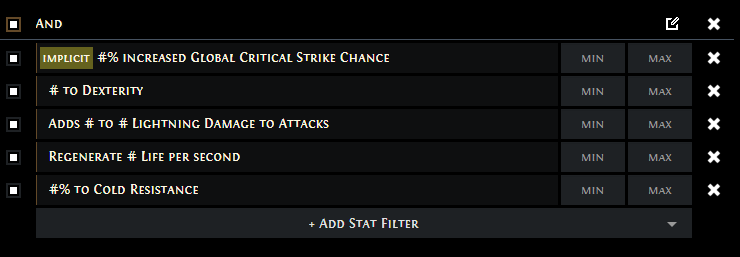 And
implicit #% increased Global Critical Strike Chance min max
# to Dexterity min max
Adds # to # Lightning Damage to Attacks min max
Regenerate # Life per second min max
#% to Cold Resistance min max
+ Add Stat Filter